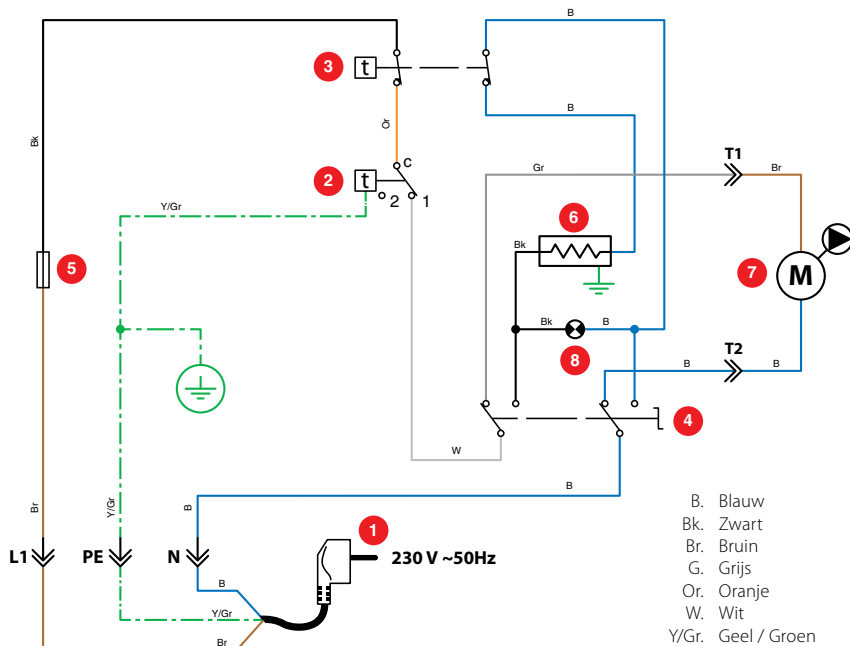 B
3
t
B
Bk
Or
C
T1
2
t
2
1
Gr
Br
Y/Gr
6
Bk
5
7
M
Bk
B
8
T2
B
B
4
W
B
B. Blauw
Bk. Zwart
Br. Bruin
G. Grijs
Or. Oranje
W. Wit
Y/Gr. Geel / Groen
Br
Y/Gr
B
1
L1
PE
N
230 V ~50Hz
B
Y/Gr
Br